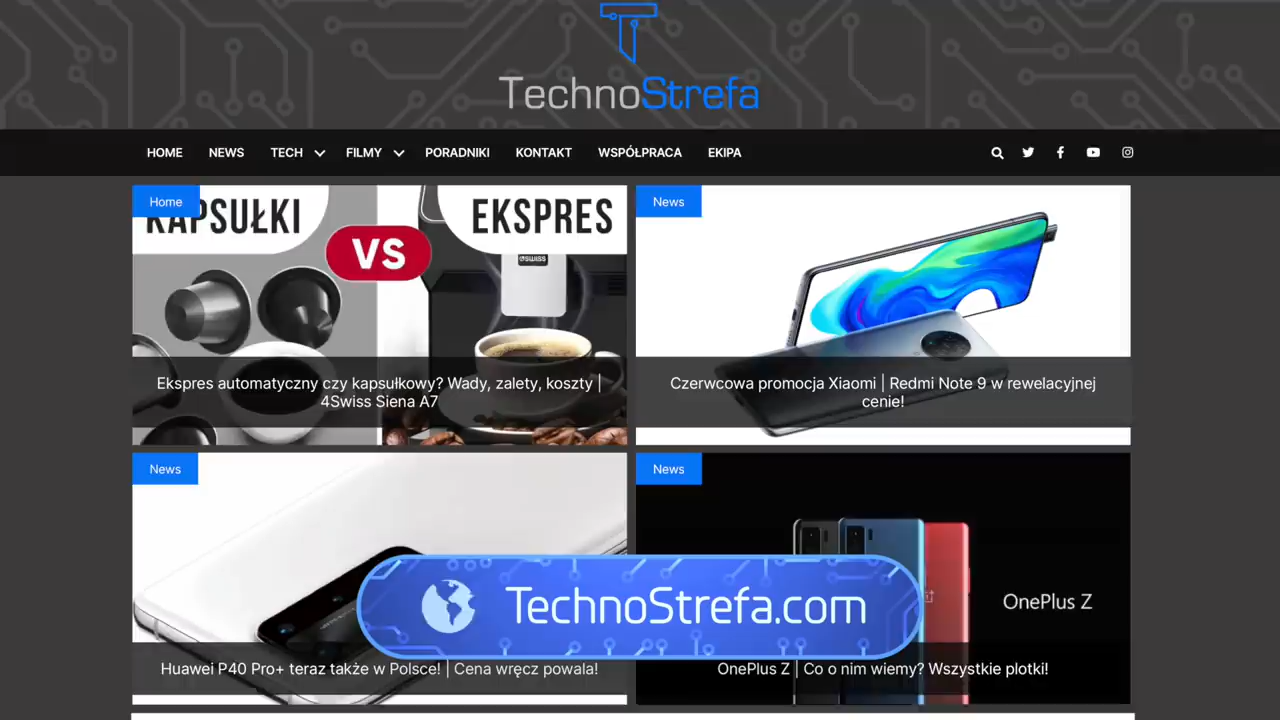 TechnoStrefa
HOME NEWS TECH FILMY PORADNIKI KONTAKT WSPÓŁPRACA EKIPA
Home
KAPSUŁKI
VS
EKSPRES
SWISS
Ekspres automatyczny czy kapsułkowy? Wady, zalety, koszty |
4Swiss Siena A7
News
Czerwcowa promocja Xiaomi | Redmi Note 9 w rewelacyjnej
cenie!
News
Huawei P40 Pro+ teraz także w Polsce! | Cena wręcz powala!
News
OnePlus Z
OnePlus Z | Co o nim wiemy? Wszystkie plotki!
TechnoStrefa.com